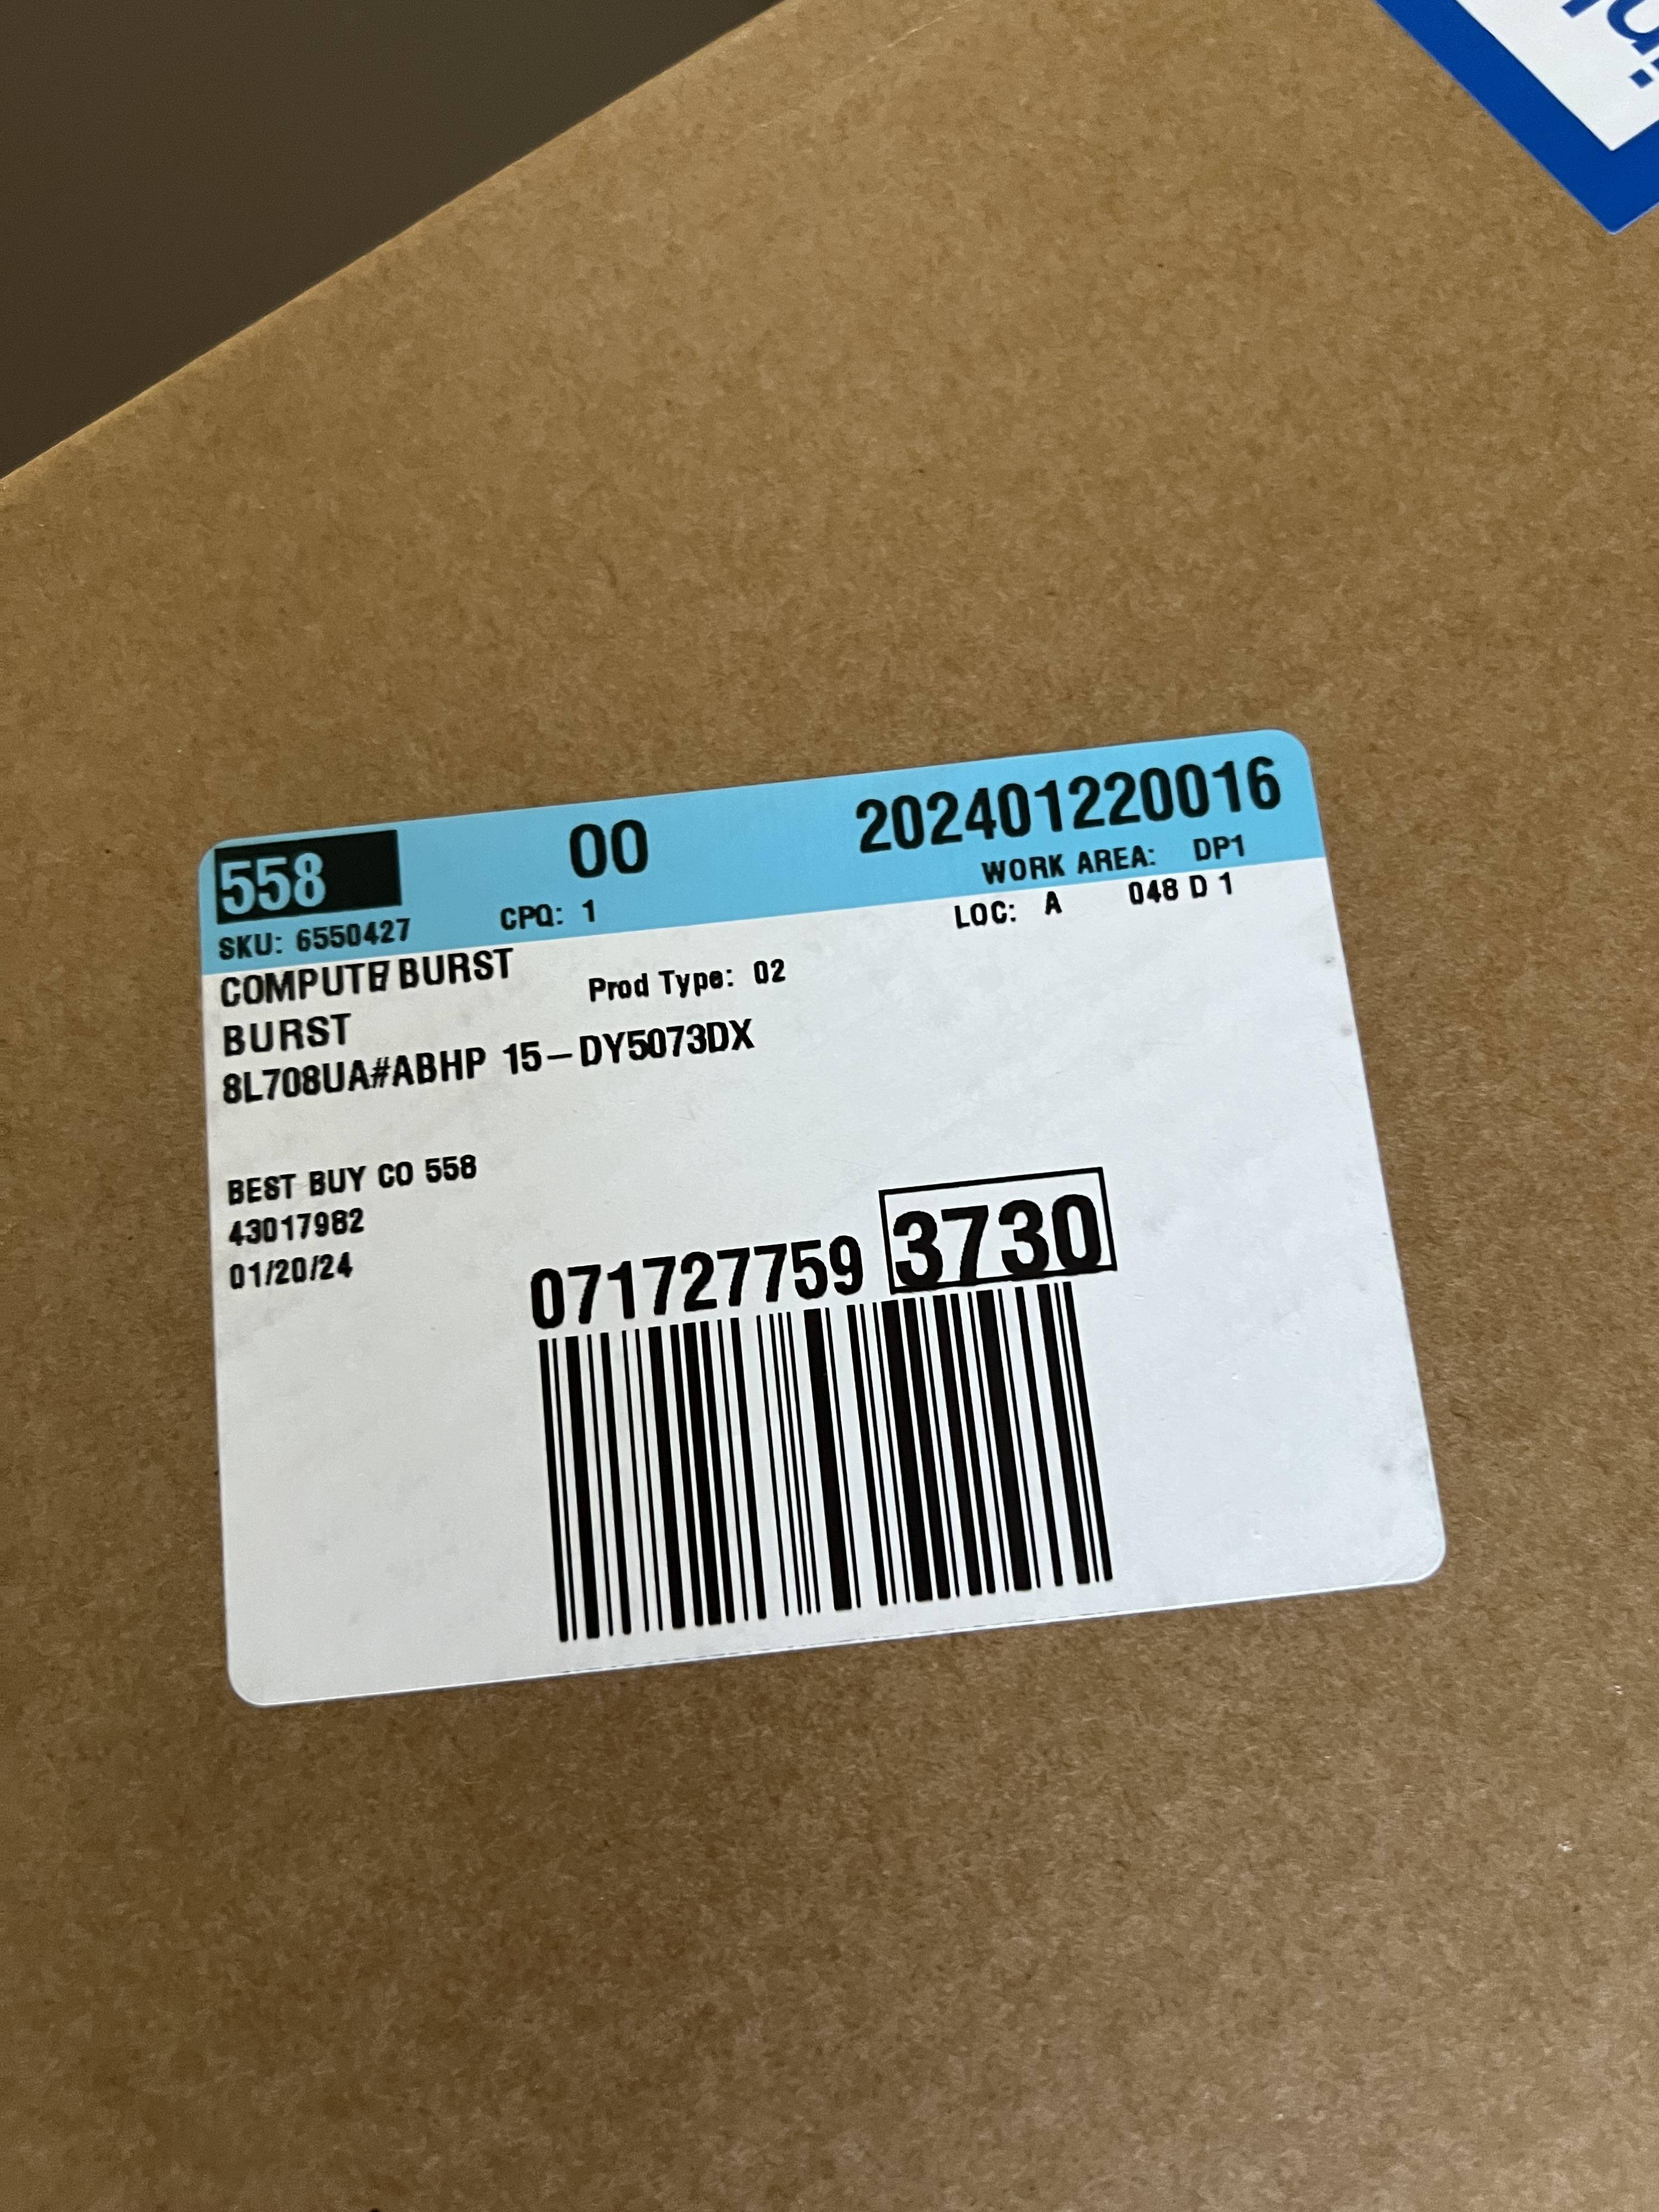 558 00 202401220016
WORK AREA: DP1
SKU: 6550427 CPQ: 1 LOC: A 048 D 1
COMPUTE BURST
BURST Prod Type: 02
8L708UA#ABHP 15-DY5073DX
BEST BUY CO 558
43017982
01/20/24
071727759 3730